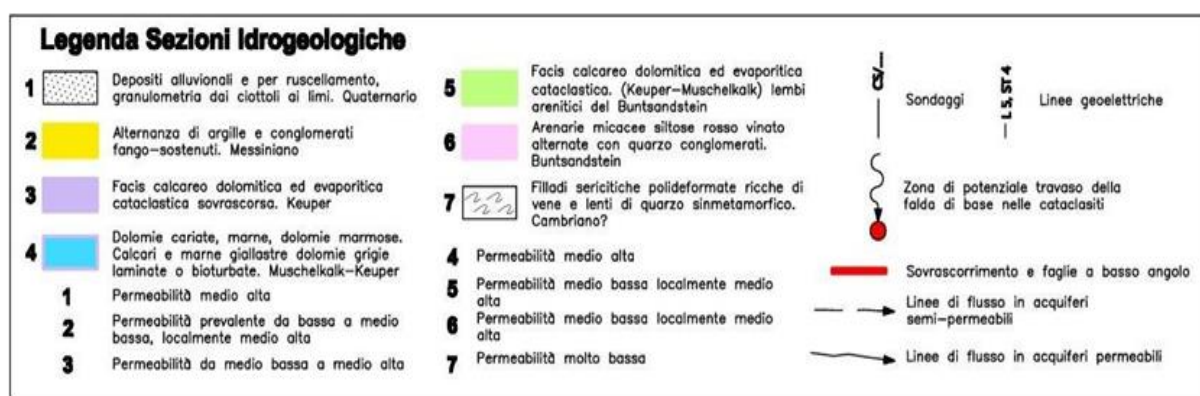 Legenda Sezioni Idrogeologiche
1
Depositi alluvionali e per ruscellamento,
granulometria dai ciottoli ai limi. Quaternario
2
Alternanza di argille e conglomerati
fango-sostenuti. Messiniano
3
Facis calcareo dolomitica ed evaporitica
cataclastica sovrascorsa. Keuper
4
Dolomie cariate, marne, dolomie marmose.
Calcari e marne giallastre dolomie grigie
laminate o bioturbate. Muschelkalk-Keuper
1 Permeabilità medio alta
2 Permeabilità prevalente da bassa a medio
bassa, localmente medio alta
3 Permeabilità da medio bassa a medio alta
5
Facis calcareo dolomitica ed evaporitica
cataclastica. (Keuper-Muschelkalk) lembi
arenitici del Buntsandstein
6
Arenarie micacee siltose rosso vinato
alternate con quarzo conglomerati.
Buntsandstein
7
Filladi sericitiche polideformate ricche di
vene e lenti di quarzo sinmetamorfico.
Cambriano?
4 Permeabilità medio alta
5 Permeabilità medio bassa localmente medio
alta
6 Permeabilità medio bassa localmente medio
alta
7 Permeabilità molto bassa
Sondaggi
L 5, ST 4
Linee geoelettriche
Zona di potenziale travaso della
falda di base nelle cataclasiti
Sovrascorrimento e faglie a basso angolo
Linee di flusso in acquiferi
semi-permeabili
Linee di flusso in acquiferi permeabili